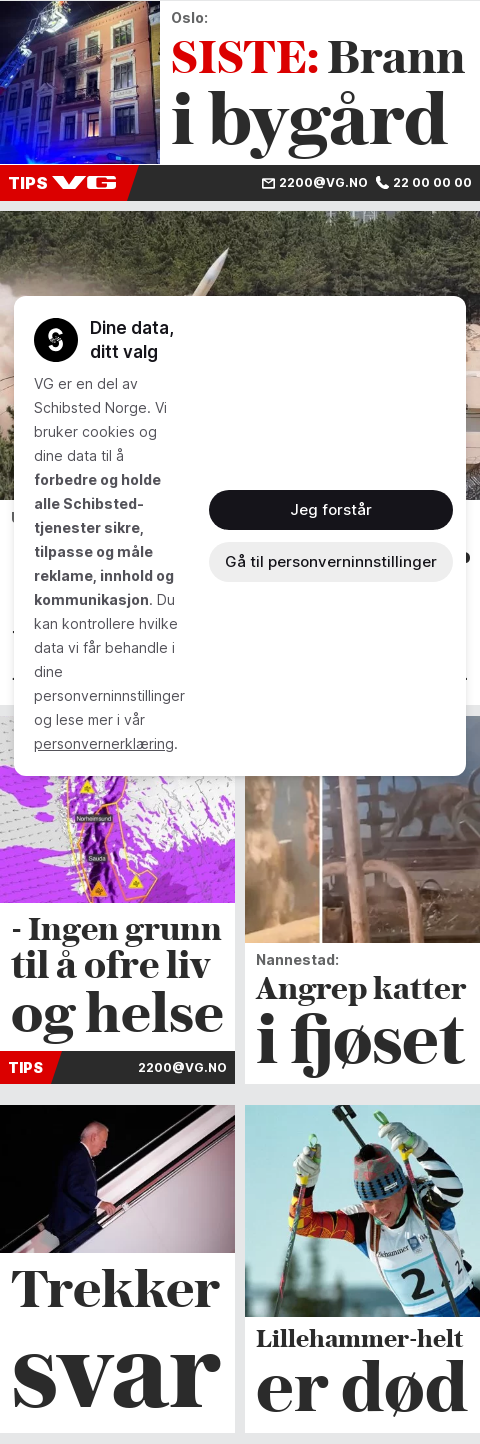 Oslo:
SISTE: Brann
i bygård
TIPS VG
2200@VG.NO 22 00 00 00
Dine data,
ditt valg
VG er en del av
Schibsted Norge. Vi
bruker cookies og
dine data til å
forbedre og holde
alle Schibsted-
tjenester sikre,
tilpasse og måle
reklame, innhold og
kommunikasjon. Du
kan kontrollere hvilke
data vi får behandle i
dine
personverninnstillinger
og lese mer i vår
personvernerklæring.
Jeg forstår
Gå til personverninnstillinger
Norheimsund
Sauda
- Ingen grunn
til å ofre liv
og helse
TIPS
2200@VG.NO
Nannestad:
Angrep katter
i fjøset
Trekker
svar
2
2
Lillehammer-helt
er død